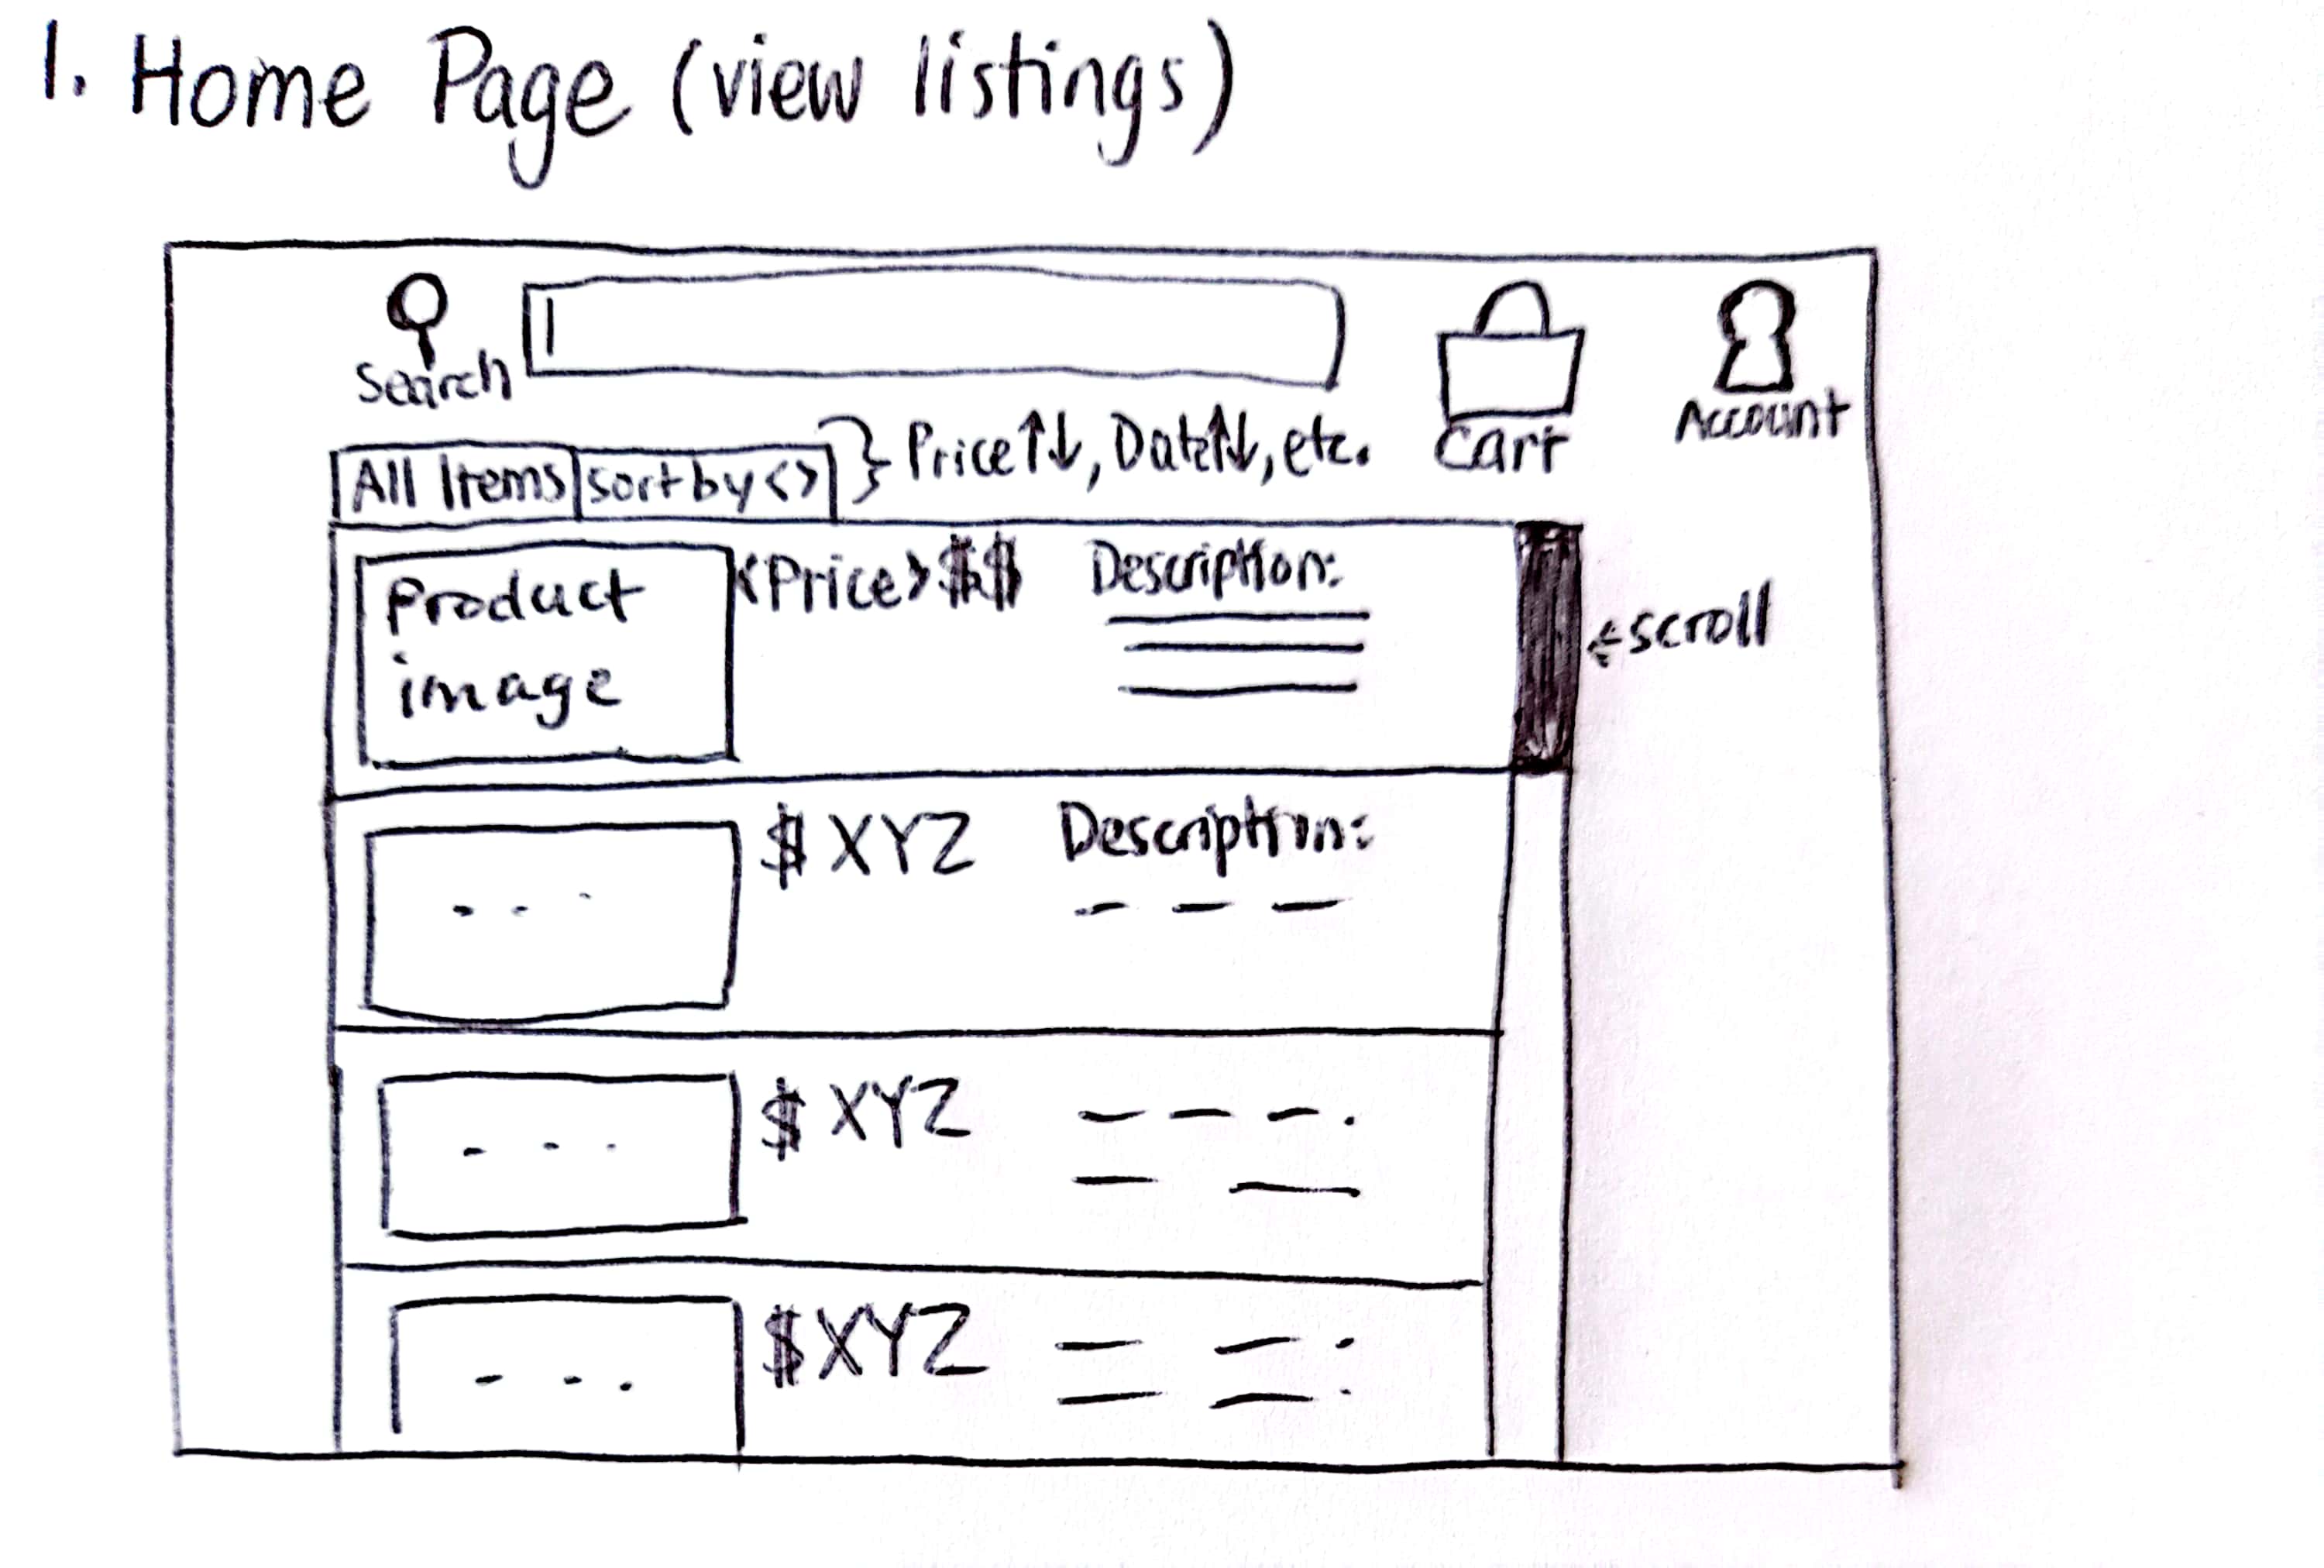 1. Home Page (view listings)
Search
Cart
Account
All Items
sort by <>
} Price↑↓, Date↑↓, etc.
Product
image
<Price> $$
Description:
←scroll
$ XYZ
Description:
$ XYZ
$XYZ